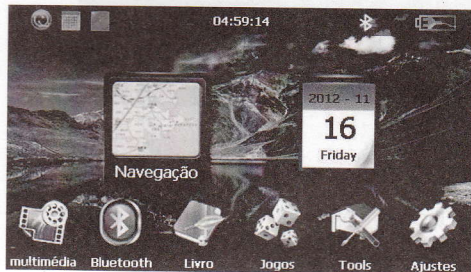 04:59:14
2012 - 11
16
Friday
Navegação
multimédia Bluetooth Livro Jogos Tools Ajustes